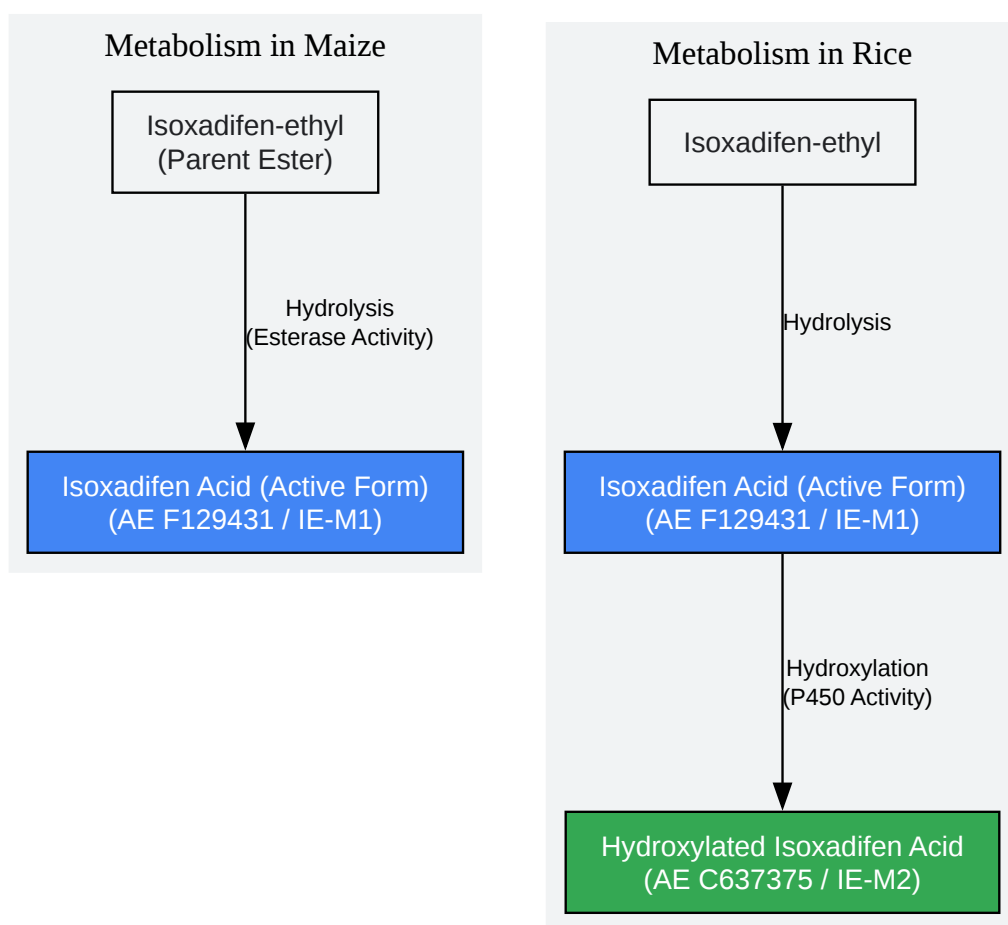 Metabolism in Maize
Isoxadifen-ethyl
(Parent Ester)
Hydrolysis
(Esterase Activity)
Isoxadifen Acid (Active Form)
(AE F129431 / IE-M1)
Metabolism in Rice
Isoxadifen-ethyl
Hydrolysis
Isoxadifen Acid (Active Form)
(AE F129431 / IE-M1)
Hydroxylation
(P450 Activity)
Hydroxylated Isoxadifen Acid
(AE C637375 / IE-M2)